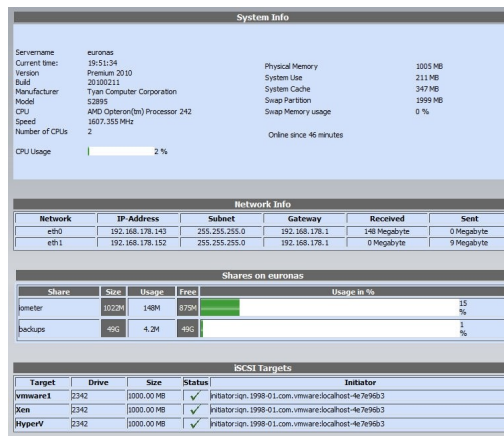 System Info
Servername euronas
Current time: 19:51:34
Version Premium 2010
Build 20100211
Manufacturer Tyan Computer Corporation
Model S2895
CPU AMD Opteron(tm) Processor 242
Speed 1607.355 MHz
Number of CPUs 2
CPU Usage 2 %
Physical Memory 1005 MB
System Use 211 MB
System Cache 347 MB
Swap Partition 1999 MB
Swap Memory usage 0 %
Online since 46 minutes
Network Info
Network IP-Address Subnet Gateway Received Sent
eth0 192.168.178.143 255.255.255.0 192.168.178.1 148 Megabyte 0 Megabyte
eth1 192.168.178.152 255.255.255.0 192.168.178.1 0 Megabyte 9 Megabyte
Shares on euronas
Share Size Usage Free Usage in %
iometer 1022M 148M 875M 15 %
backups 49G 4.2M 49G 1 %
iSCSI Targets
Target Drive Size Status Initiator
vmware1 2342 1000.00 MB initiator:iqn.1998-01.com.vmware:localhost-4e7e96b3
Xen 2342 1000.00 MB initiator:iqn.1998-01.com.vmware:localhost-4e7e96b3
HyperV 2342 1000.00 MB initiator:iqn.1998-01.com.vmware:localhost-4e7e96b3